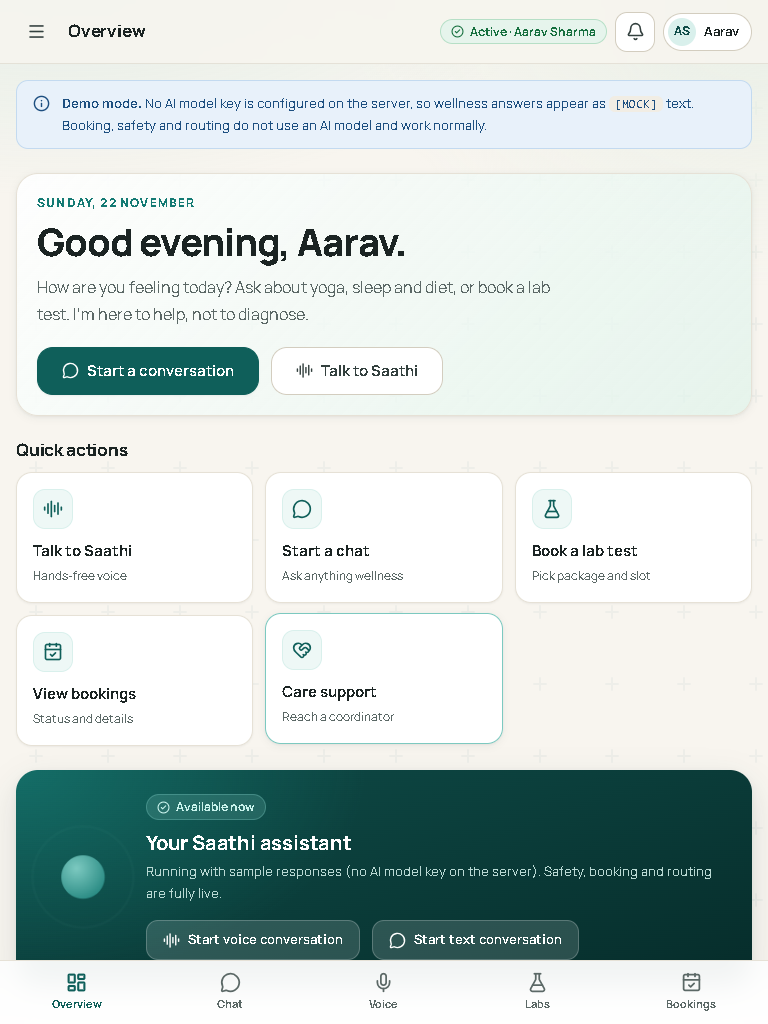 Overview
Active · Aarav Sharma
AS
Aarav
Demo mode. No AI model key is configured on the server, so wellness answers appear as [MOCK] text.
Booking, safety and routing do not use an AI model and work normally.
SUNDAY, 22 NOVEMBER
Good evening, Aarav.
How are you feeling today? Ask about yoga, sleep and diet, or book a lab
test. I'm here to help, not to diagnose.
Start a conversation
Talk to Saathi
Quick actions
Talk to Saathi
Hands-free voice
Start a chat
Ask anything wellness
Book a lab test
Pick package and slot
View bookings
Status and details
Care support
Reach a coordinator
Available now
Your Saathi assistant
Running with sample responses (no AI model key on the server). Safety, booking and routing
are fully live.
Start voice conversation
Start text conversation
Overview
Chat
Voice
Labs
Bookings